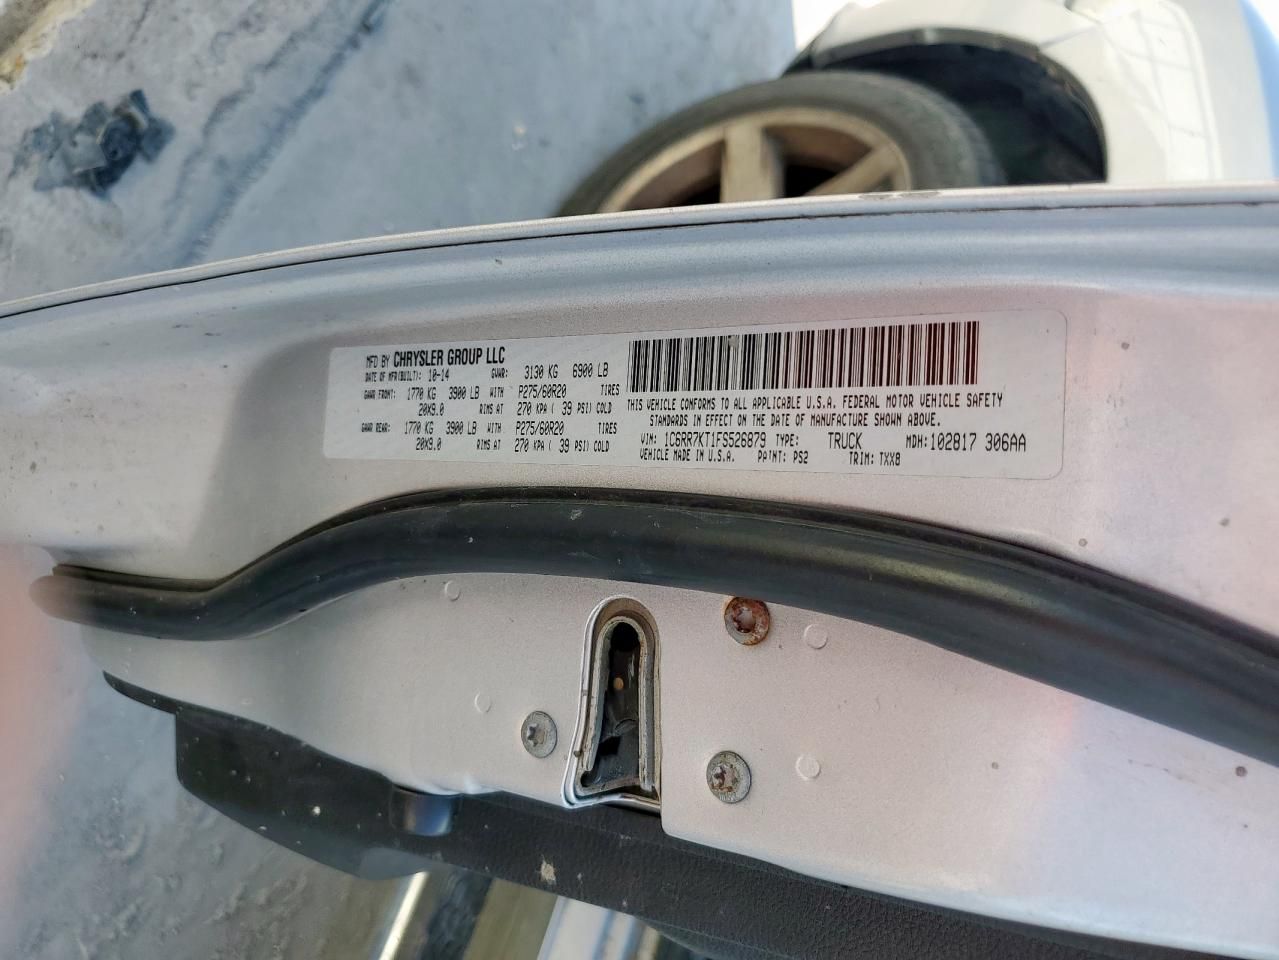 MFD BY CHRYSLER GROUP LLC
DATE OF MFR(BUILT): 10-14 GVWR: 3130 KG 6900 LB
GAWR FRONT: 1770 KG 3900 LB WITH P275/60R20 TIRES
20X9.0 RIMS AT 270 KPA ( 39 PSI) COLD
GAWR REAR: 1770 KG 3900 LB WITH P275/60R20 TIRES
20X9.0 RIMS AT 270 KPA ( 39 PSI) COLD
THIS VEHICLE CONFORMS TO ALL APPLICABLE U.S.A. FEDERAL MOTOR VEHICLE SAFETY
STANDARDS IN EFFECT ON THE DATE OF MANUFACTURE SHOWN ABOVE.
VIN: 1C6RR7KT1FS526879 TYPE: TRUCK MDH: 102817 306AA
VEHICLE MADE IN U.S.A. PAINT: PS2 TRIM: TXX8